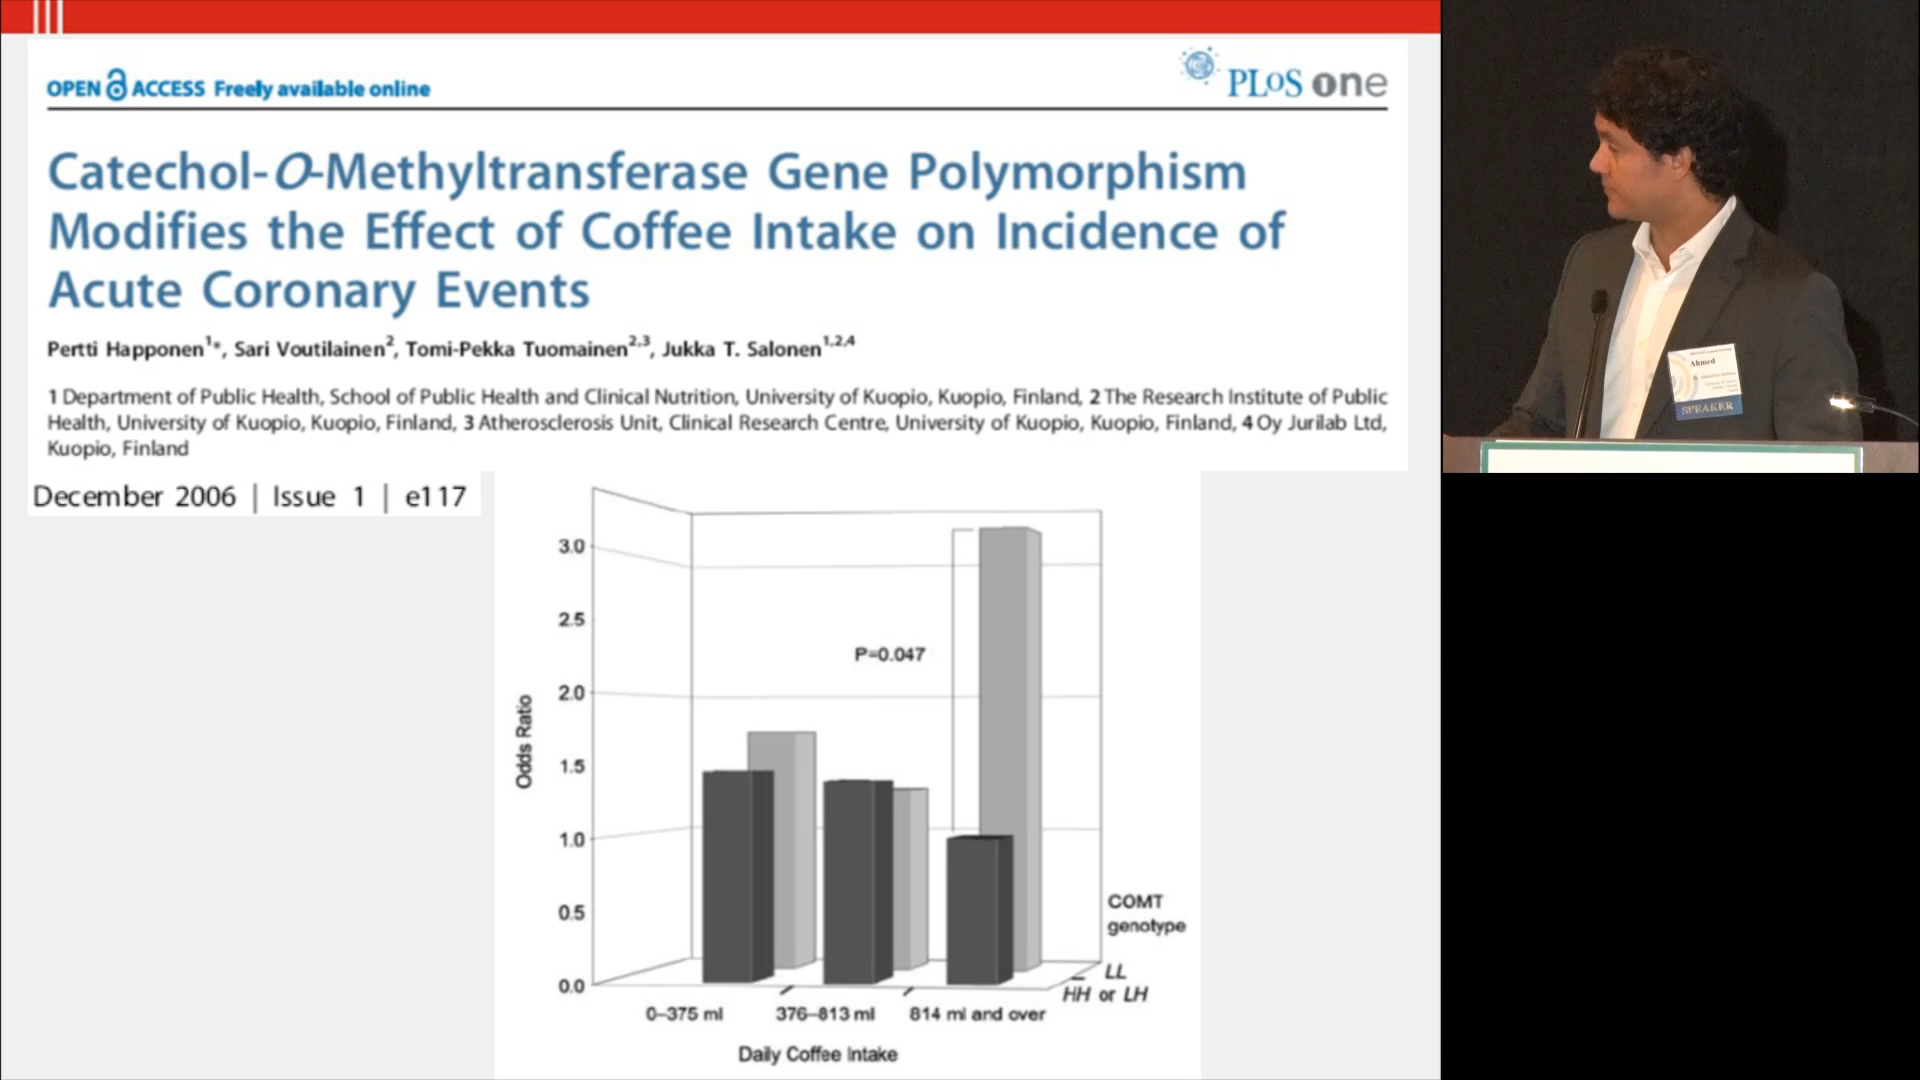 OPEN ACCESS Freely available online
PLoS one
Catechol-O-Methyltransferase Gene Polymorphism
Modifies the Effect of Coffee Intake on Incidence of
Acute Coronary Events
Pertti Happonen1*, Sari Voutilainen2, Tomi-Pekka Tuomainen2,3, Jukka T. Salonen1,2,4
1 Department of Public Health, School of Public Health and Clinical Nutrition, University of Kuopio, Kuopio, Finland, 2 The Research Institute of Public
Health, University of Kuopio, Kuopio, Finland, 3 Atherosclerosis Unit, Clinical Research Centre, University of Kuopio, Kuopio, Finland, 4 Oy Jurilab Ltd,
Kuopio, Finland
December 2006 | Issue 1 | e117
3.0
2.5
2.0
1.5
1.0
0.5
0.0
Odds Ratio
P=0.047
COMT
genotype
LL
HH or LH
0–375 ml
376–813 ml
814 ml and over
Daily Coffee Intake
Ahmed
SPEAKER